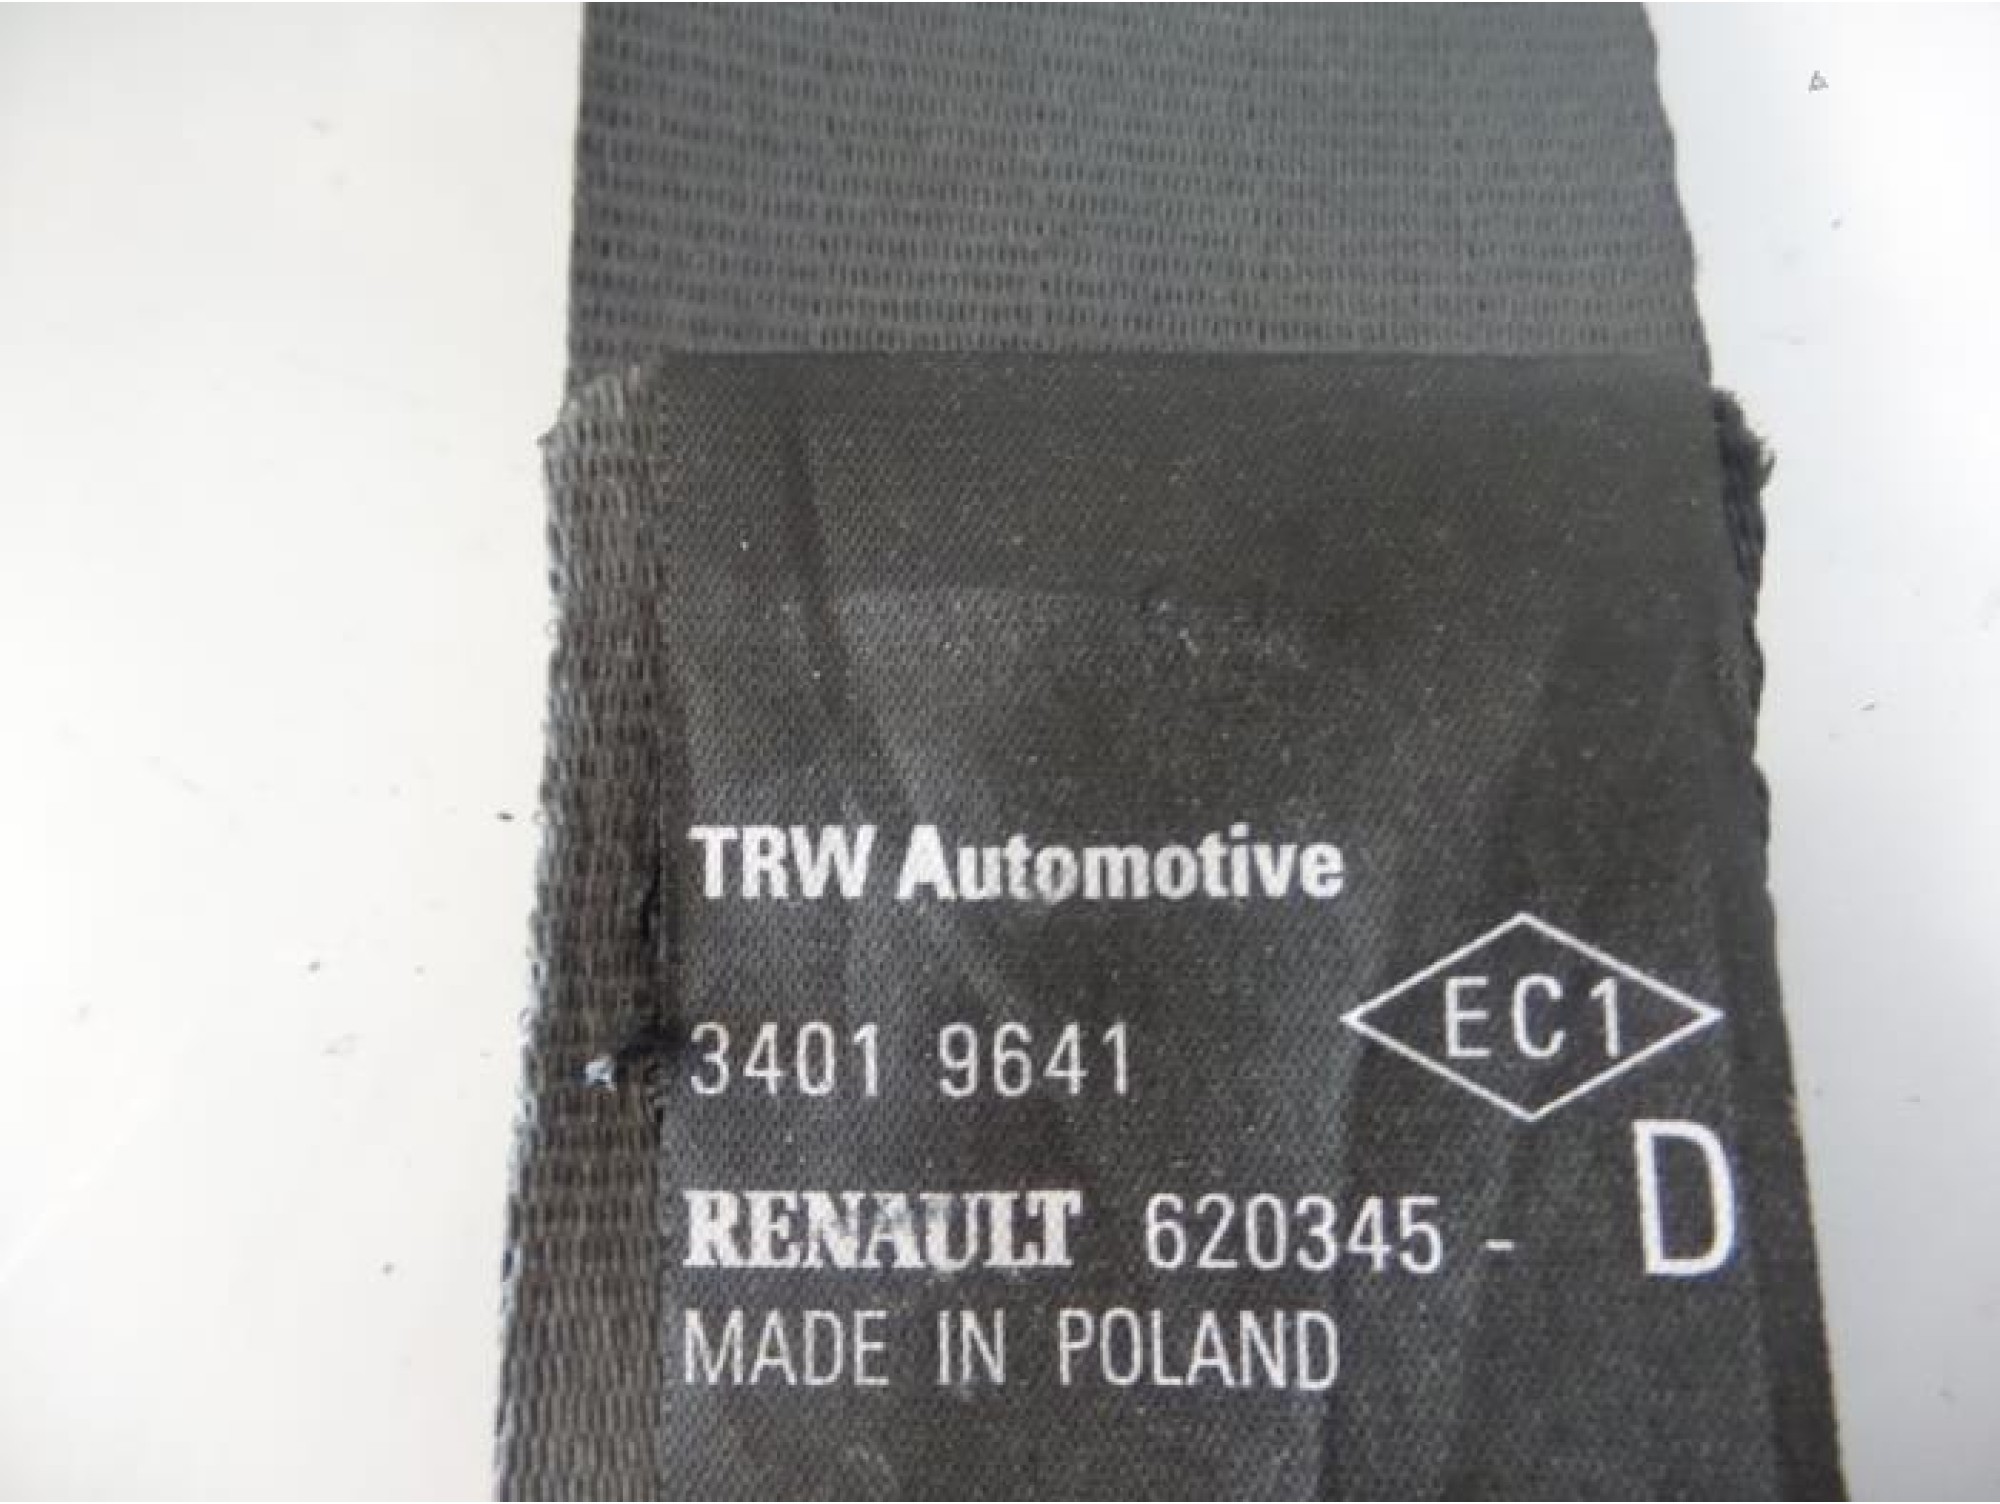 TRW Automotive
3401 9641
EC1
RENAULT 620345 - D
MADE IN POLAND